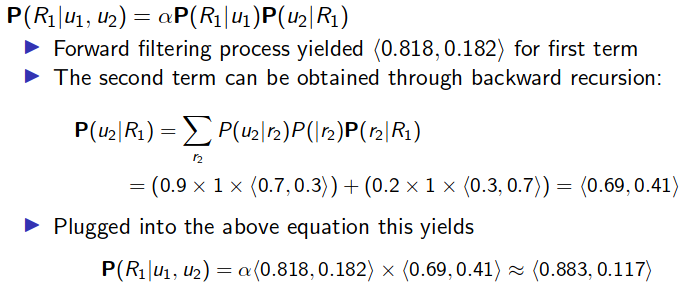 P(R₁|u₁, u₂) = αP(R₁|u₁)P(u₂|R₁)
▶ Forward filtering process yielded ⟨0.818, 0.182⟩ for first term
▶ The second term can be obtained through backward recursion:
P(u₂|R₁) = ∑ P(u₂|r₂)P(|r₂)P(r₂|R₁)
r₂
= (0.9 × 1 × ⟨0.7, 0.3⟩) + (0.2 × 1 × ⟨0.3, 0.7⟩) = ⟨0.69, 0.41⟩
▶ Plugged into the above equation this yields
P(R₁|u₁, u₂) = α⟨0.818, 0.182⟩ × ⟨0.69, 0.41⟩ ≈ ⟨0.883, 0.117⟩